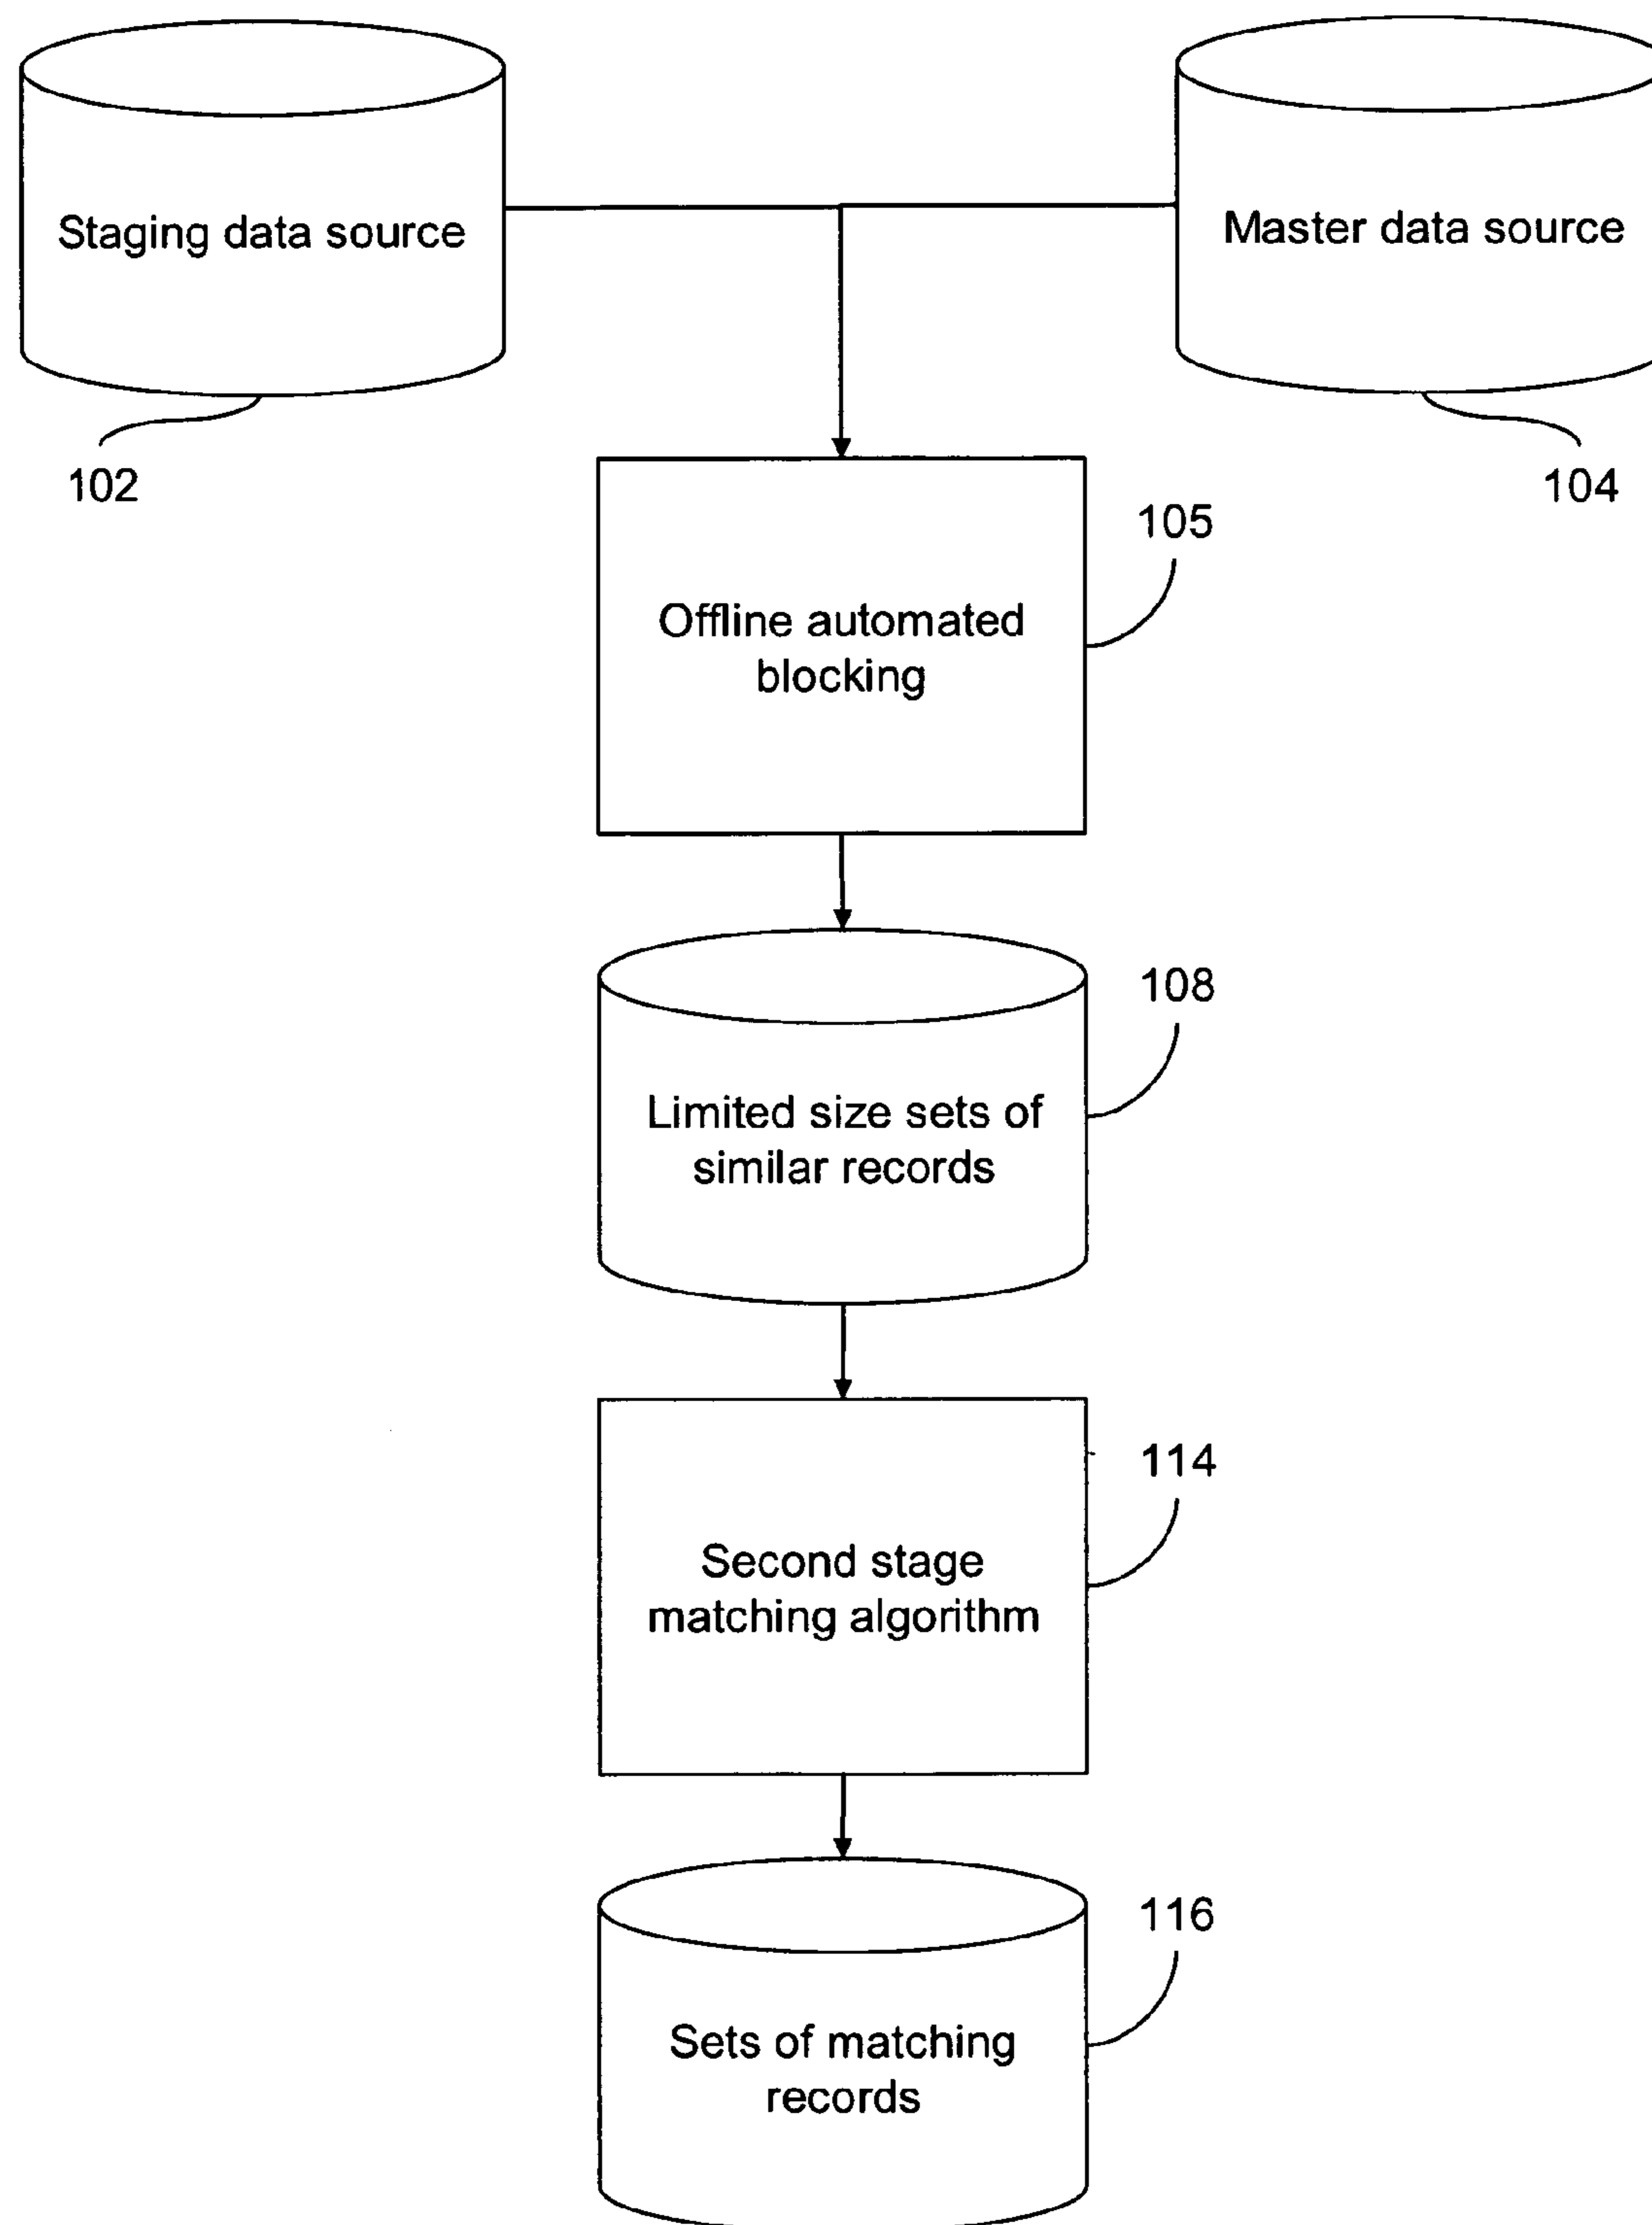 Staging data source
Master data source
102
104
105
Offline automated
blocking
108
Limited size sets of
similar records
114
Second stage
matching algorithm
116
Sets of matching
records